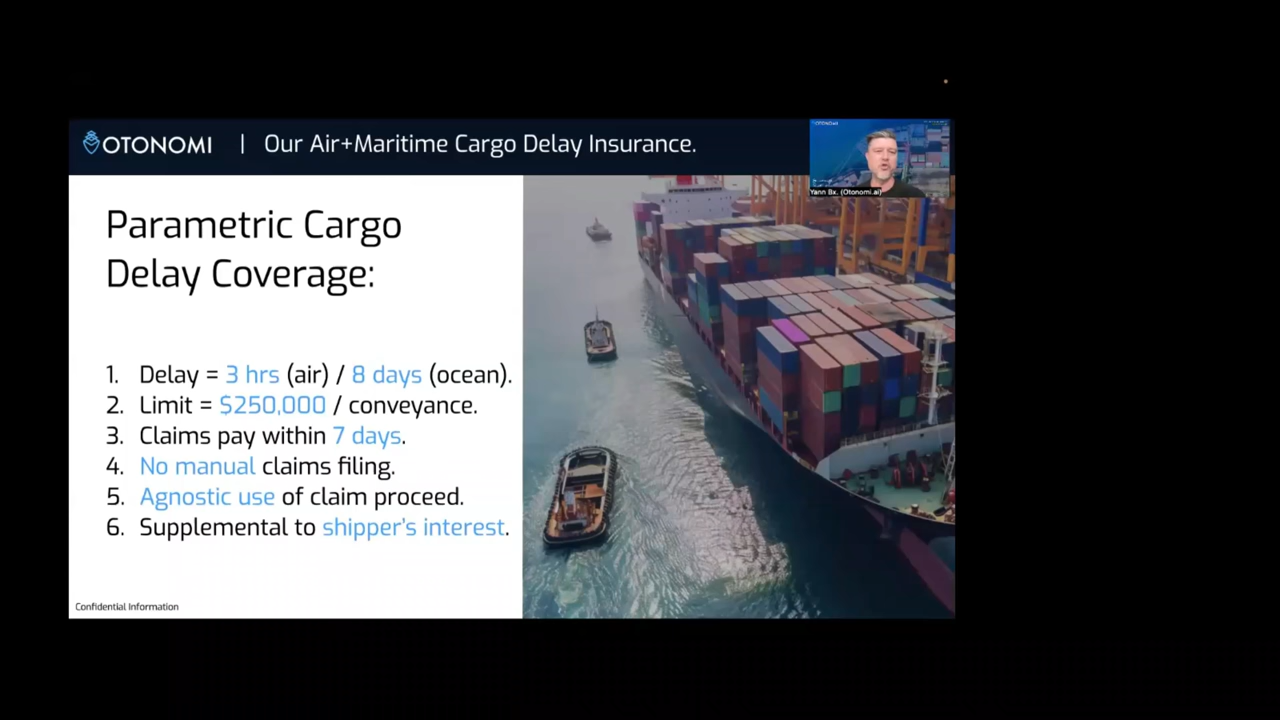 OTONOMI | Our Air+Maritime Cargo Delay Insurance.
OTONOMI
Yann Bx. (Otonomi.ai)
Parametric Cargo
Delay Coverage:
1. Delay = 3 hrs (air) / 8 days (ocean).
2. Limit = $250,000 / conveyance.
3. Claims pay within 7 days.
4. No manual claims filing.
5. Agnostic use of claim proceed.
6. Supplemental to shipper's interest.
Confidential Information